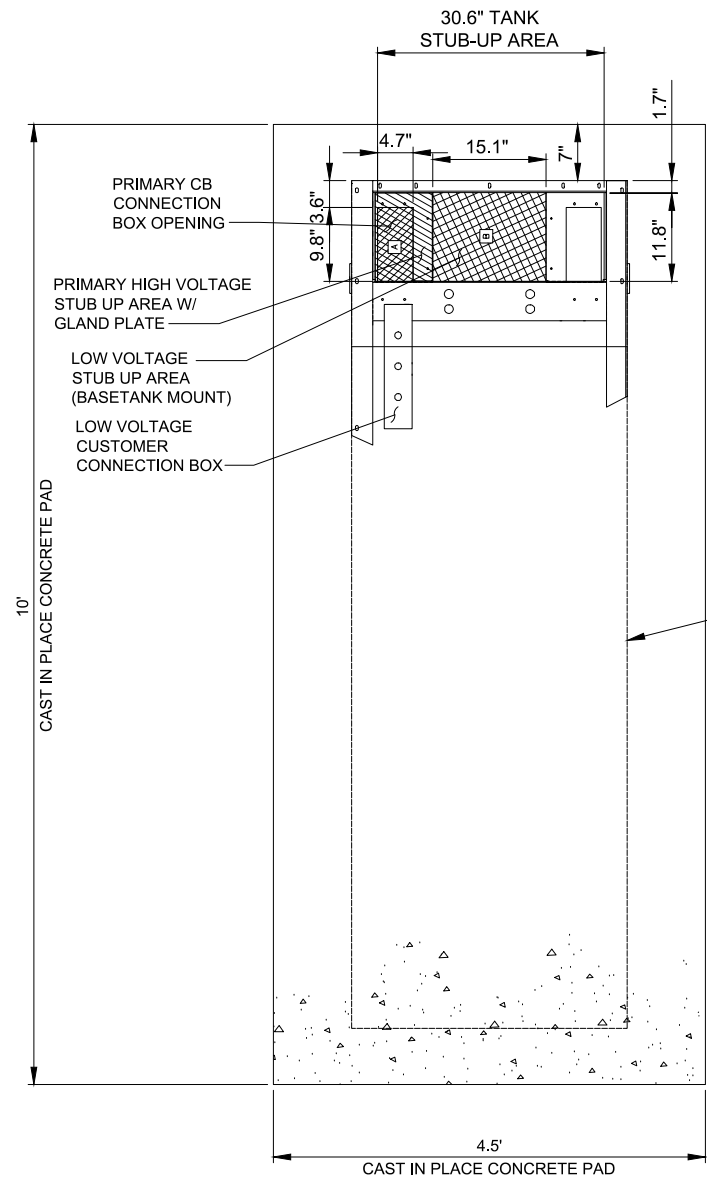 30.6" TANK
STUB-UP AREA
1.7"
4.7"
15.1"
7"
PRIMARY CB
CONNECTION
BOX OPENING
3.6"
9.8"
11.8"
A
B
PRIMARY HIGH VOLTAGE
STUB UP AREA W/
GLAND PLATE
LOW VOLTAGE
STUB UP AREA
(BASETANK MOUNT)
LOW VOLTAGE
CUSTOMER
CONNECTION BOX
10'
CAST IN PLACE CONCRETE PAD
4.5'
CAST IN PLACE CONCRETE PAD